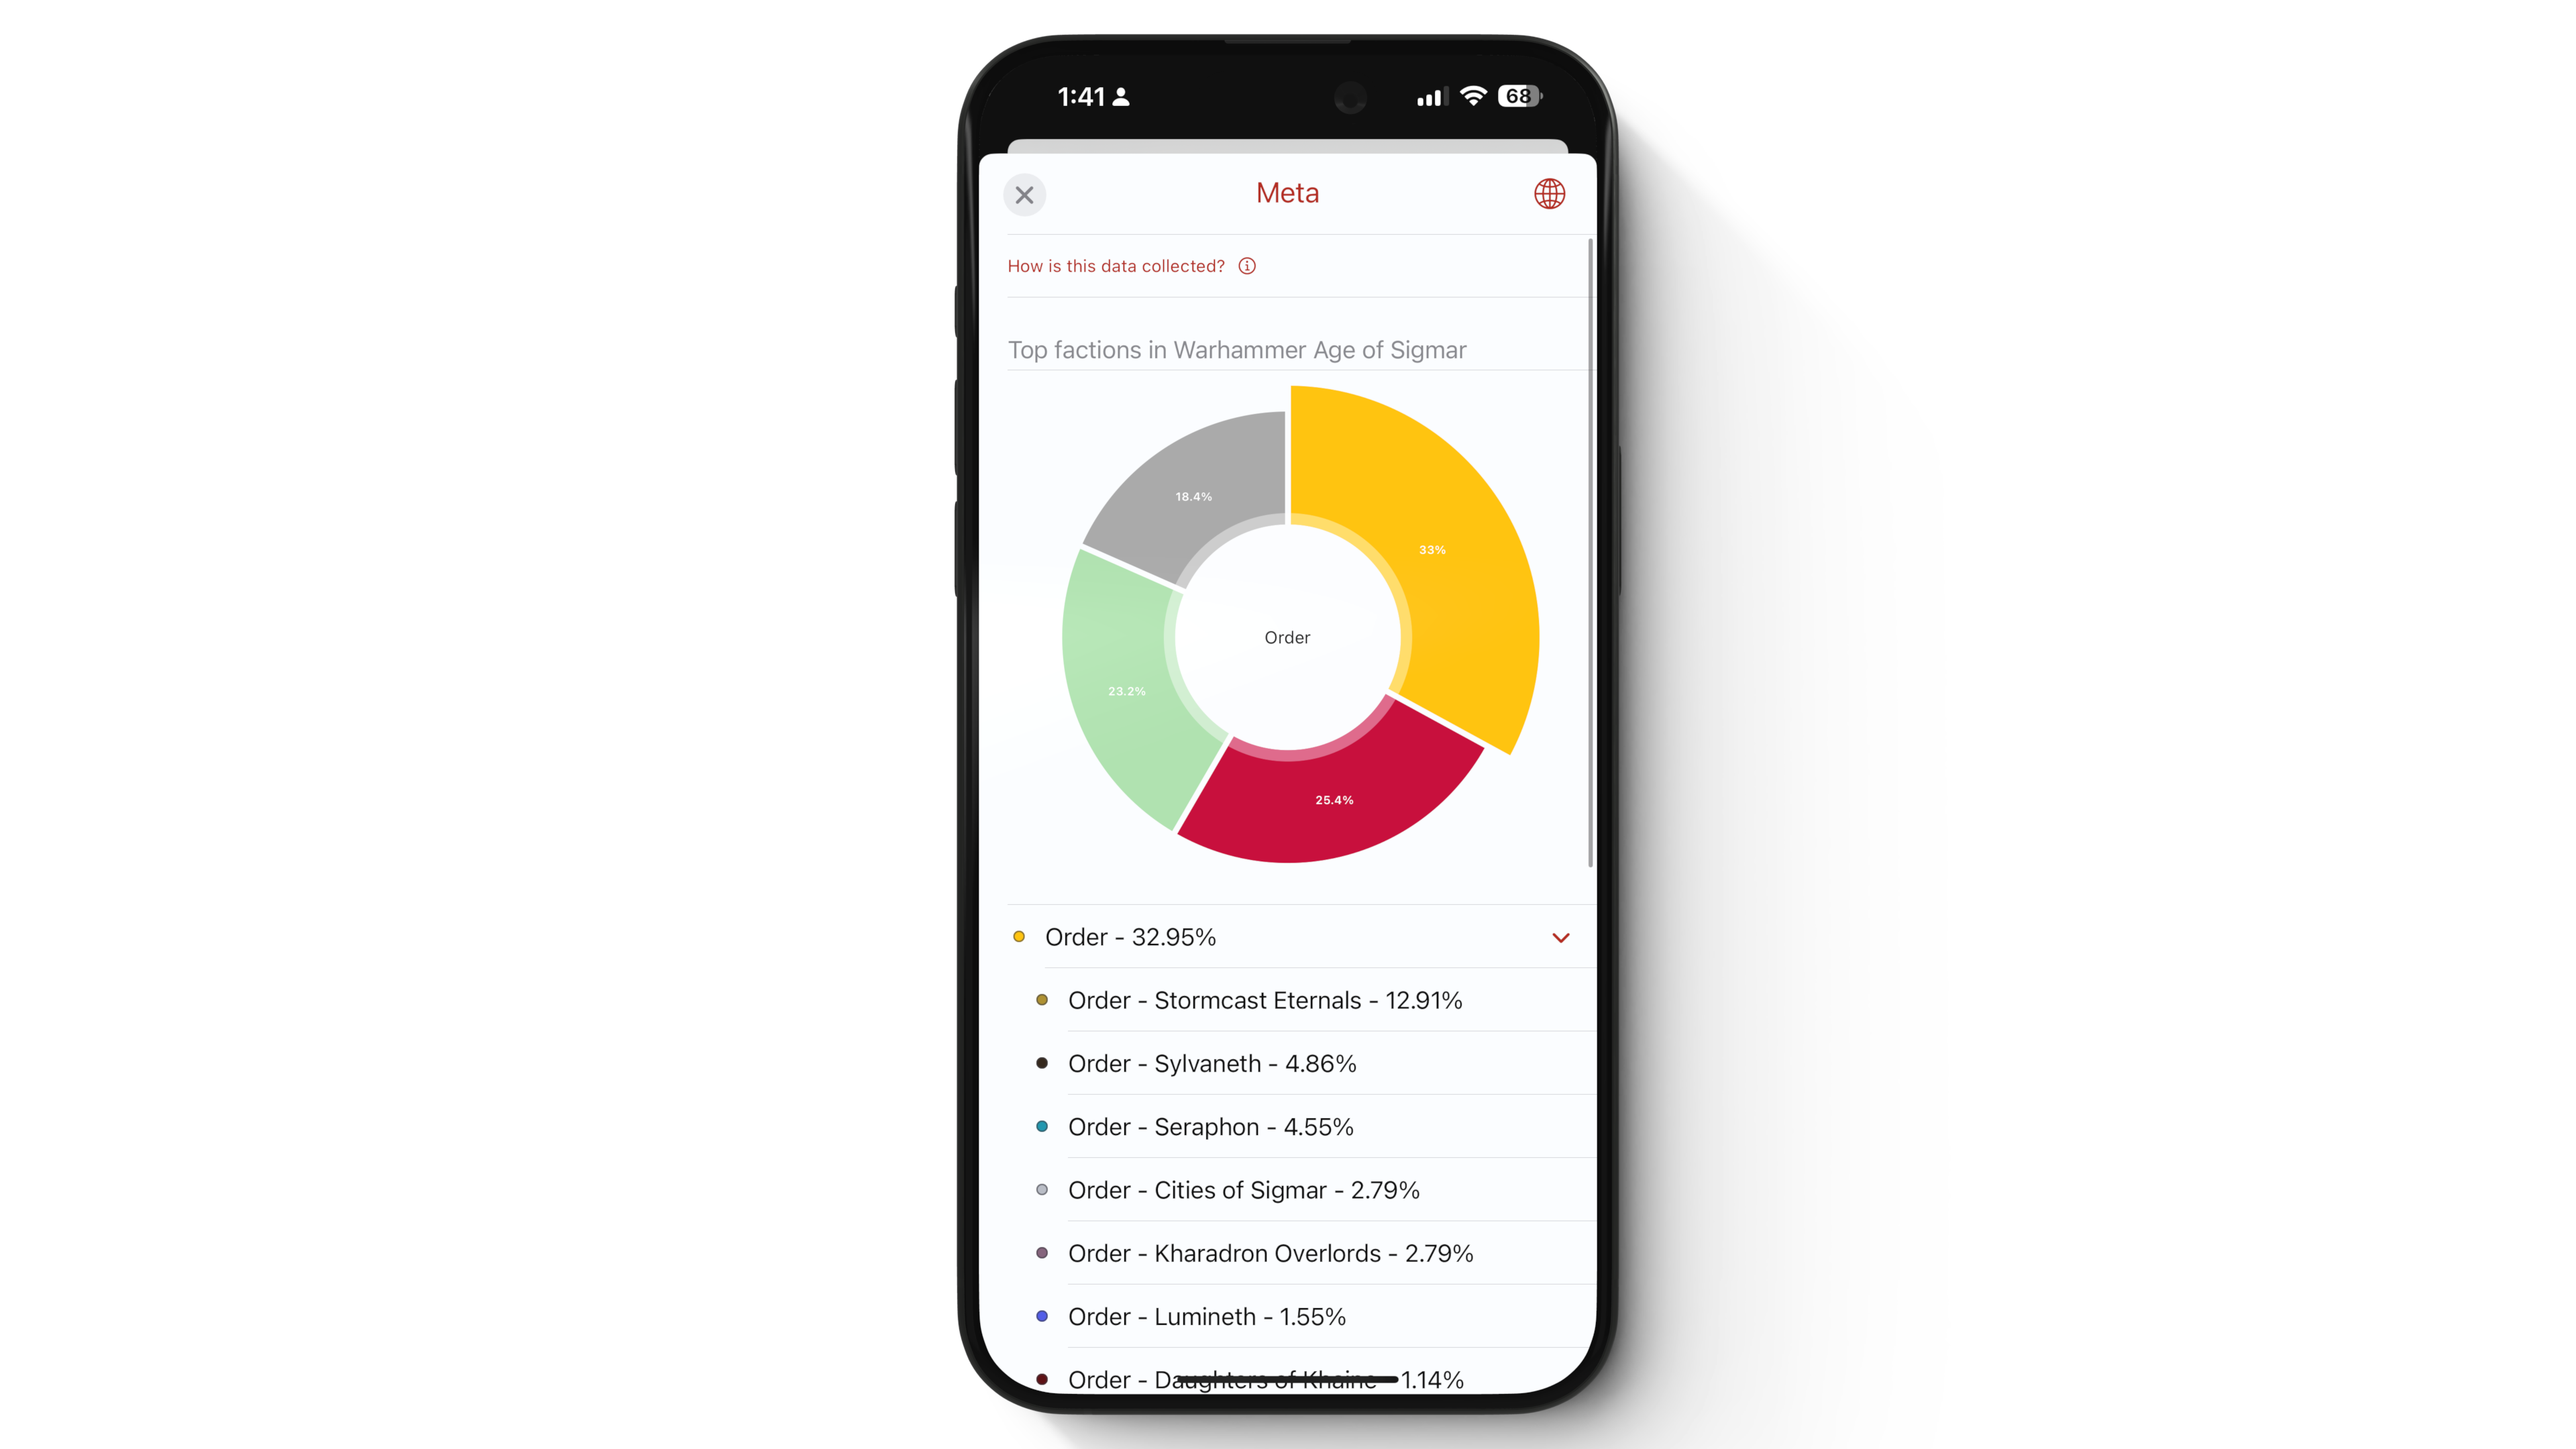 1:41
68
Meta
How is this data collected?
Top factions in Warhammer Age of Sigmar
18.4%
33%
Order
23.2%
25.4%
Order - 32.95%
Order - Stormcast Eternals - 12.91%
Order - Sylvaneth - 4.86%
Order - Seraphon - 4.55%
Order - Cities of Sigmar - 2.79%
Order - Kharadron Overlords - 2.79%
Order - Lumineth - 1.55%
Order - Daughters of Khaine - 1.14%